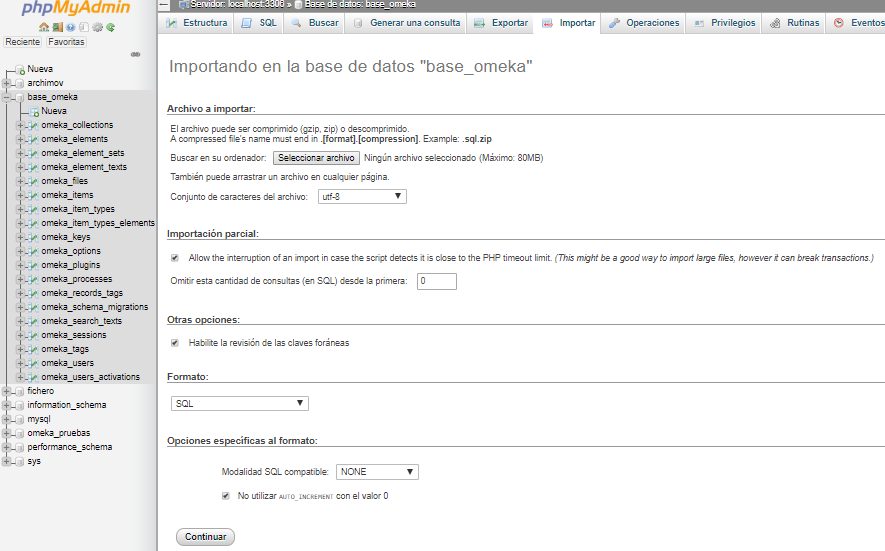 phpMyAdmin
Reciente Favoritas
Nueva
archimov
base_omeka
Nueva
omeka_collections
omeka_elements
omeka_element_sets
omeka_element_texts
omeka_files
omeka_items
omeka_item_types
omeka_item_types_elements
omeka_keys
omeka_options
omeka_plugins
omeka_processes
omeka_records_tags
omeka_schema_migrations
omeka_search_texts
omeka_sessions
omeka_tags
omeka_users
omeka_users_activations
fichero
information_schema
mysql
omeka_pruebas
performance_schema
sys
Servidor: localhost:3306 » Base de datos: base_omeka
Estructura SQL Buscar Generar una consulta Exportar Importar Operaciones Privilegios Rutinas Eventos
Importando en la base de datos "base_omeka"
Archivo a importar:
El archivo puede ser comprimido (gzip, zip) o descomprimido.
A compressed file's name must end in .[format].[compression]. Example: .sql.zip
Buscar en su ordenador: Seleccionar archivo Ningún archivo seleccionado (Máximo: 80MB)
También puede arrastrar un archivo en cualquier página.
Conjunto de caracteres del archivo: utf-8
Importación parcial:
Allow the interruption of an import in case the script detects it is close to the PHP timeout limit. (This might be a good way to import large files, however it can break transactions.)
Omitir esta cantidad de consultas (en SQL) desde la primera: 0
Otras opciones:
Habilite la revisión de las claves foráneas
Formato:
SQL
Opciones específicas al formato:
Modalidad SQL compatible: NONE
No utilizar AUTO_INCREMENT con el valor 0
Continuar